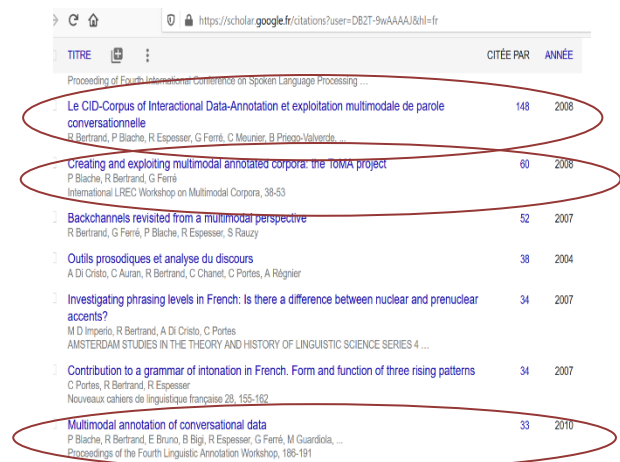 https://scholar.google.fr/citations?user=DB2T-9wAAAAJ&hl=fr
TITRE CITÉE PAR ANNÉE
Proceeding of Fourth International Conference on Spoken Language Processing ...
Le CID-Corpus of Interactional Data-Annotation et exploitation multimodale de parole 148 2008
conversationnelle
R Bertrand, P Blache, R Espesser, G Ferré, C Meunier, B Priego-Valverde, ...
Creating and exploiting multimodal annotated corpora: the ToMA project 60 2008
P Blache, R Bertrand, G Ferré
International LREC Workshop on Multimodal Corpora, 38-53
Backchannels revisited from a multimodal perspective 52 2007
R Bertrand, G Ferré, P Blache, R Espesser, S Rauzy
Outils prosodiques et analyse du discours 38 2004
A Di Cristo, C Auran, R Bertrand, C Chanet, C Portes, A Régnier
Investigating phrasing levels in French: Is there a difference between nuclear and prenuclear 34 2007
accents?
M D Imperio, R Bertrand, A Di Cristo, C Portes
AMSTERDAM STUDIES IN THE THEORY AND HISTORY OF LINGUISTIC SCIENCE SERIES 4 ...
Contribution to a grammar of intonation in French. Form and function of three rising patterns 34 2007
C Portes, R Bertrand, R Espesser
Nouveaux cahiers de linguistique française 28, 155-162
Multimodal annotation of conversational data 33 2010
P Blache, R Bertrand, E Bruno, B Bigi, R Espesser, G Ferré, M Guardiola, ...
Proceedings of the Fourth Linguistic Annotation Workshop, 186-191